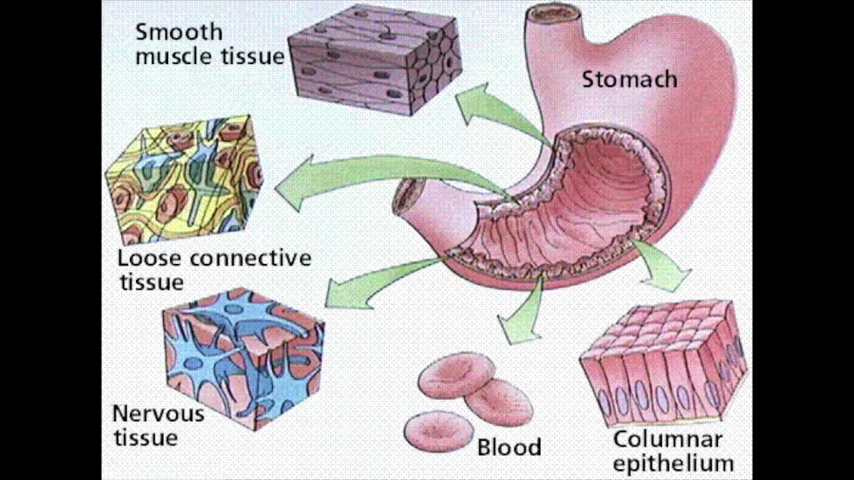 Smooth
muscle tissue
Stomach
Loose connective
tissue
Nervous
tissue
Blood
Columnar
epithelium